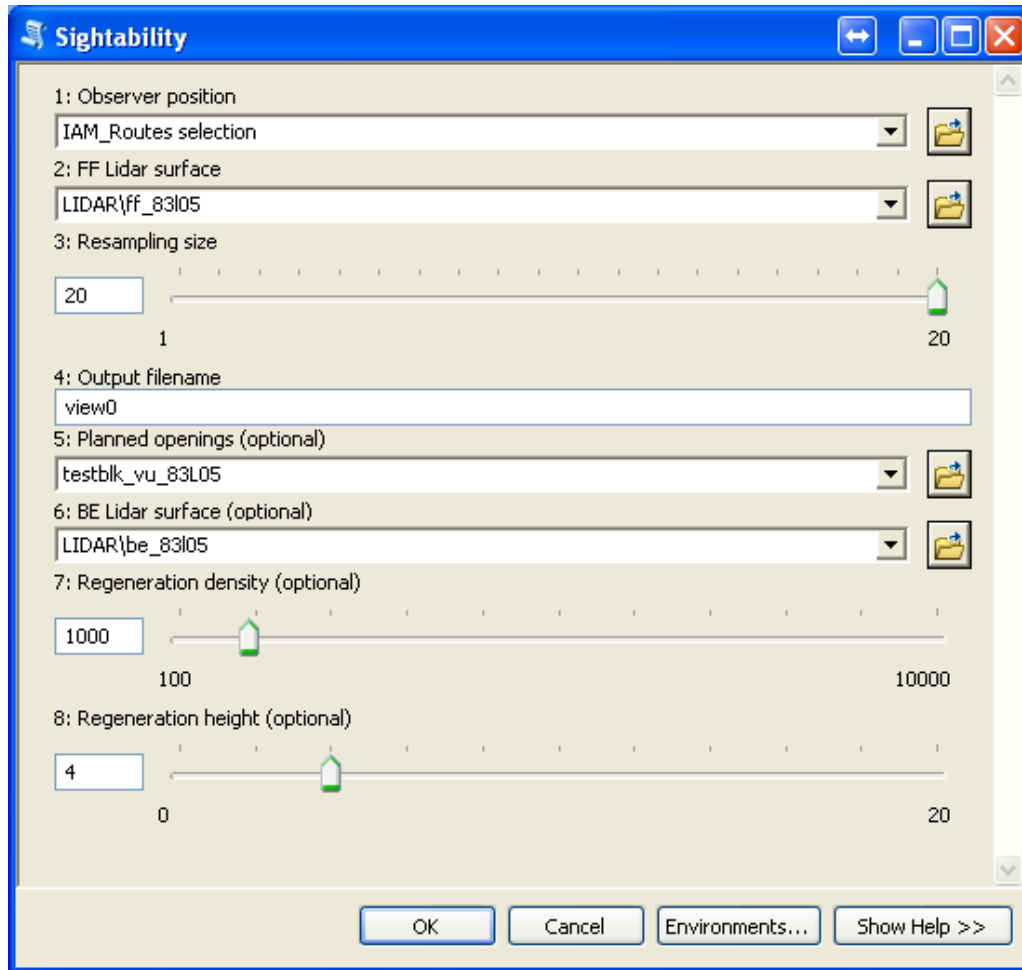 Sightability
1: Observer position
IAM_Routes selection
2: FF Lidar surface
LIDAR\ff_83l05
3: Resampling size
20
1 20
4: Output filename
view0
5: Planned openings (optional)
testblk_vu_83L05
6: BE Lidar surface (optional)
LIDAR\be_83l05
7: Regeneration density (optional)
1000
100 10000
8: Regeneration height (optional)
4
0 20
OK Cancel Environments... Show Help >>